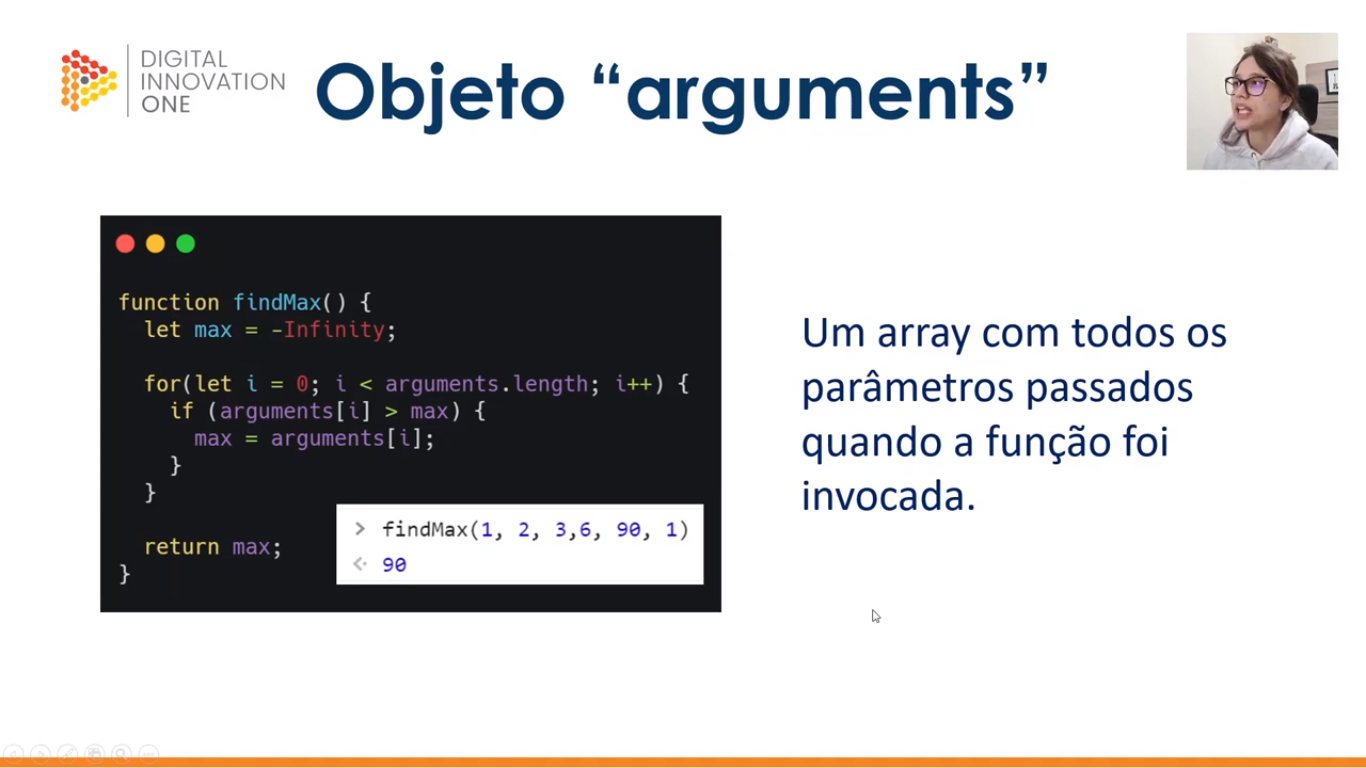 DIGITAL
INNOVATION
ONE
Objeto “arguments”
function findMax() {
let max = -Infinity;
for(let i = 0; i < arguments.length; i++) {
if (arguments[i] > max) {
max = arguments[i];
}
}
return max;
}
> findMax(1, 2, 3,6, 90, 1)
90
Um array com todos os
parâmetros passados
quando a função foi
invocada.